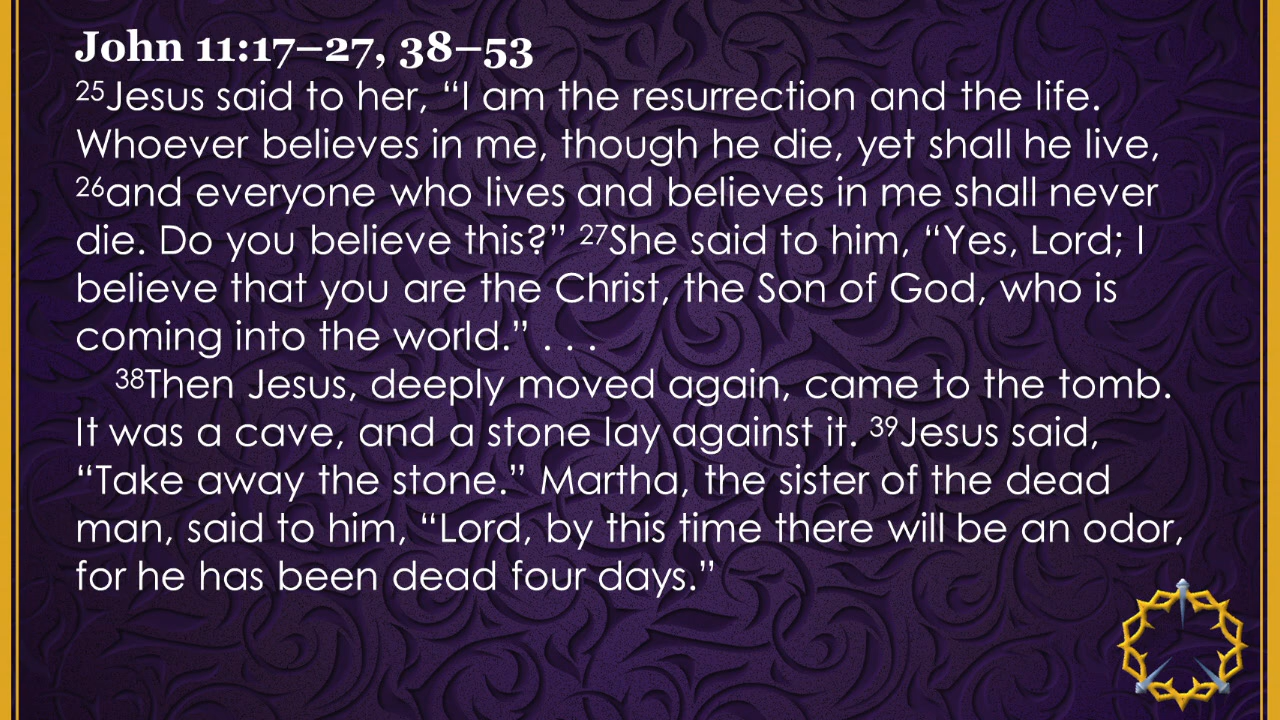 John 11:17–27, 38–53
25Jesus said to her, “I am the resurrection and the life.
Whoever believes in me, though he die, yet shall he live,
26and everyone who lives and believes in me shall never
die. Do you believe this?” 27She said to him, “Yes, Lord; I
believe that you are the Christ, the Son of God, who is
coming into the world.” . . .
38Then Jesus, deeply moved again, came to the tomb.
It was a cave, and a stone lay against it. 39Jesus said,
“Take away the stone.” Martha, the sister of the dead
man, said to him, “Lord, by this time there will be an odor,
for he has been dead four days.”